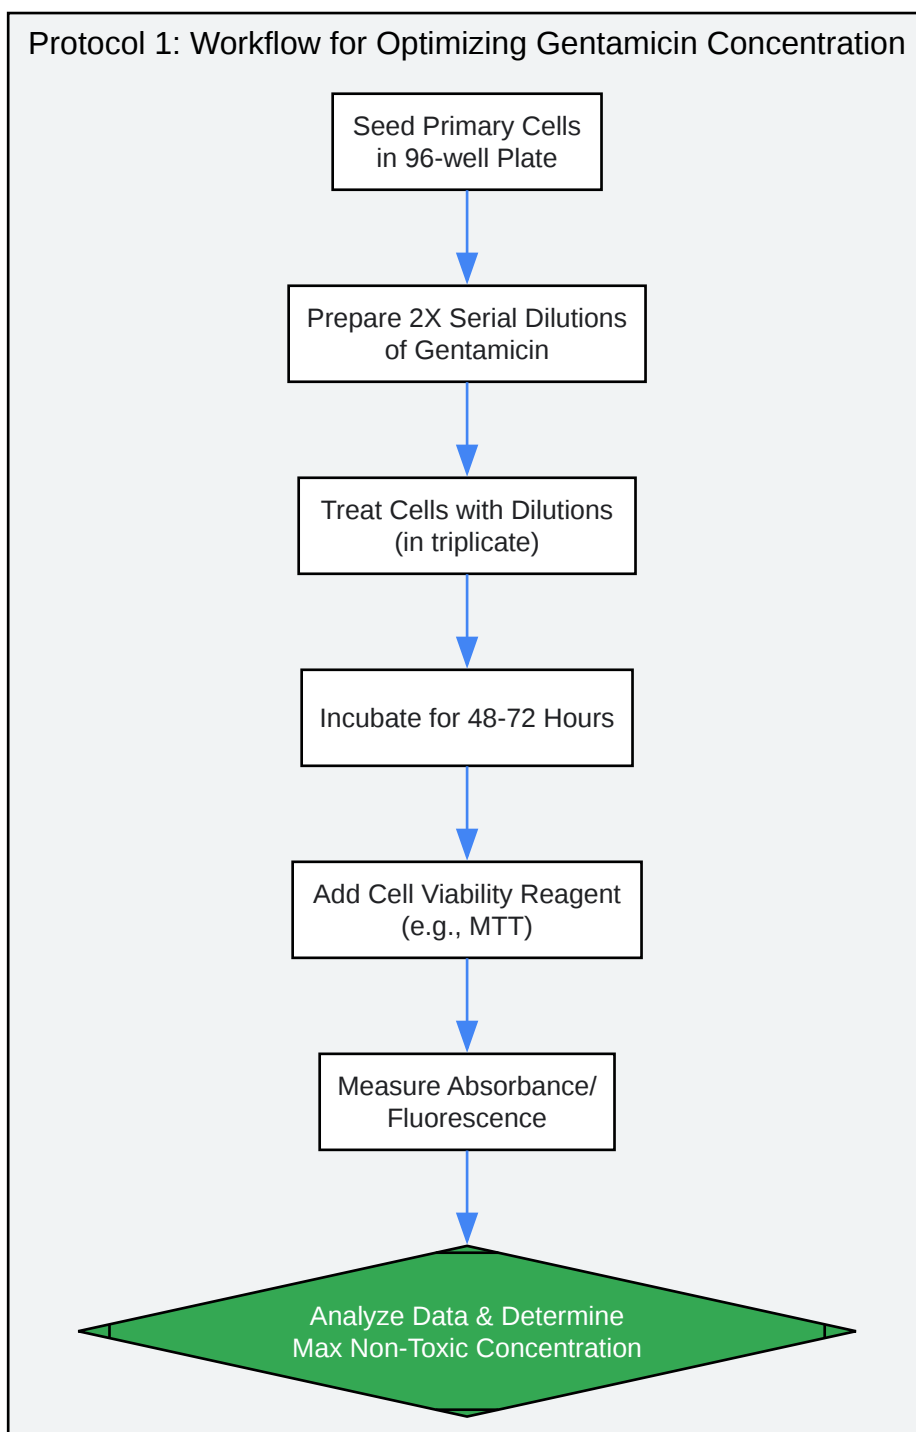 Protocol 1: Workflow for Optimizing Gentamicin Concentration
Seed Primary Cells
in 96-well Plate
Prepare 2X Serial Dilutions
of Gentamicin
Treat Cells with Dilutions
(in triplicate)
Incubate for 48-72 Hours
Add Cell Viability Reagent
(e.g., MTT)
Measure Absorbance/
Fluorescence
Analyze Data & Determine
Max Non-Toxic Concentration